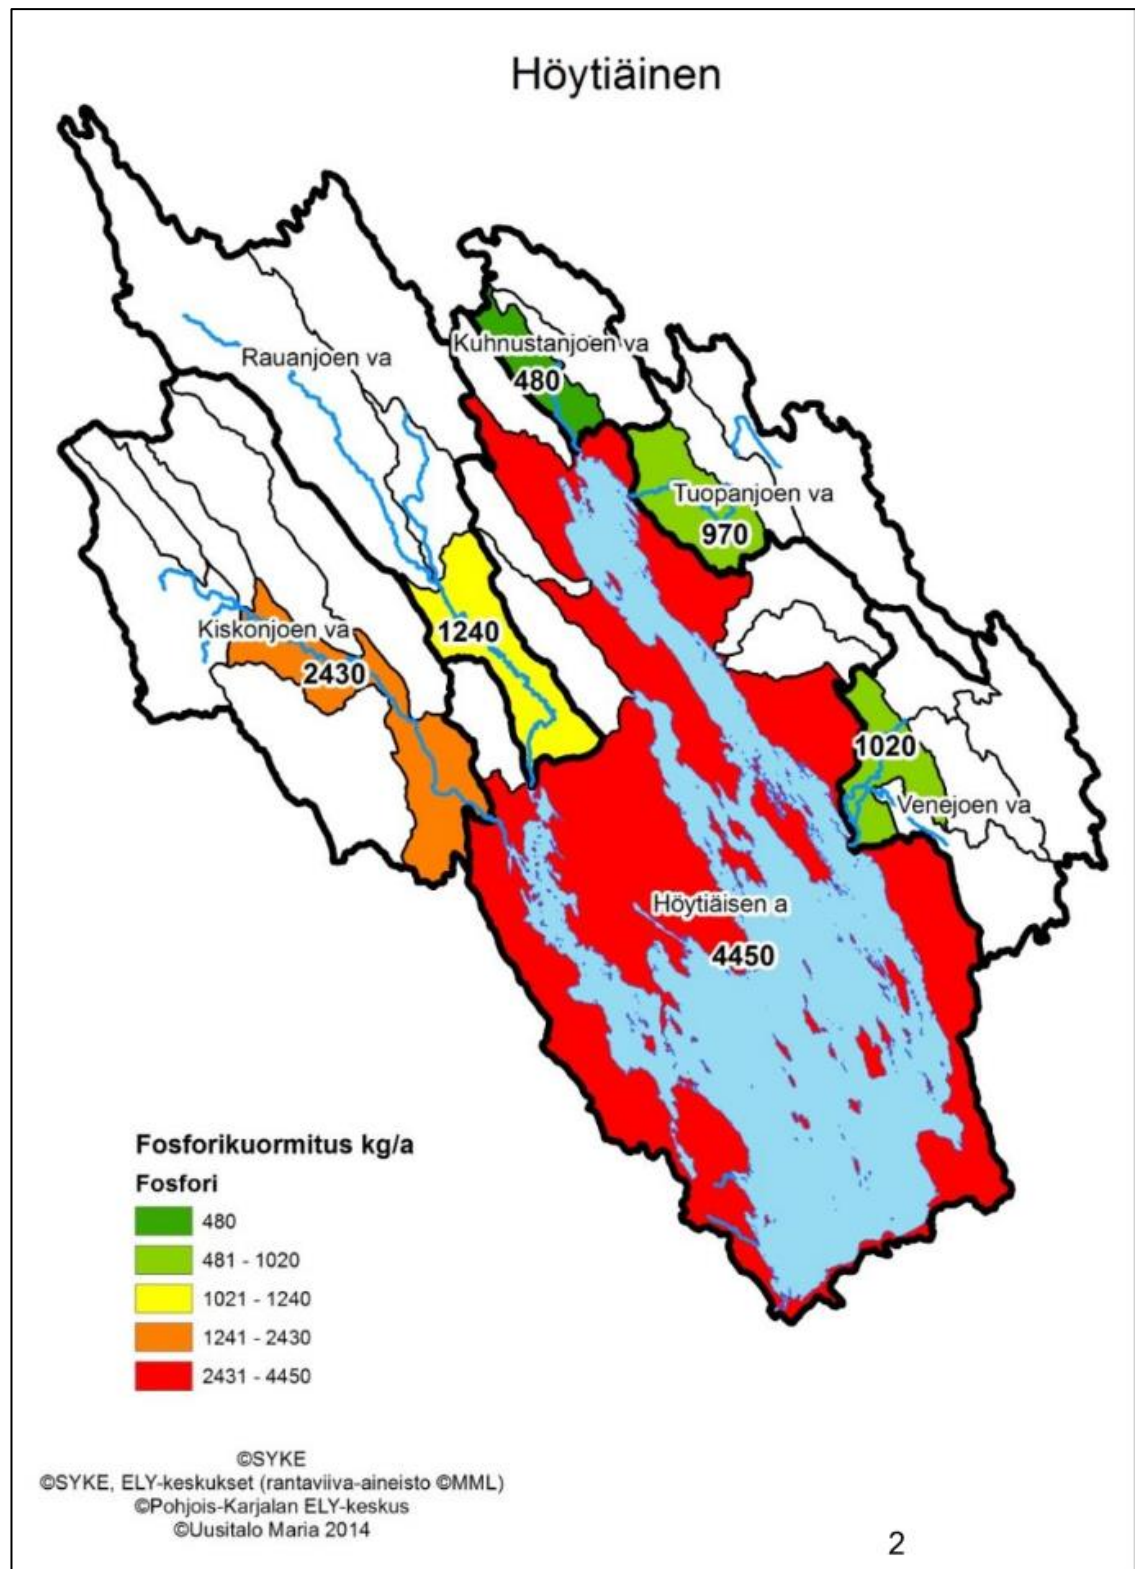 Höytiäinen
Kuhnustanjoen va
480
Rauanjoen va
Tuopanjoen va
970
Kiskonjoen va
2430
1240
1020
Venejoen va
Höytiäisen a
4450
Fosforikuormitus kg/a
Fosfori
480
481 - 1020
1021 - 1240
1241 - 2430
2431 - 4450
©SYKE
©SYKE, ELY-keskukset (rantaviiva-aineisto ©MML)
©Pohjois-Karjalan ELY-keskus
©Uusitalo Maria 2014
2